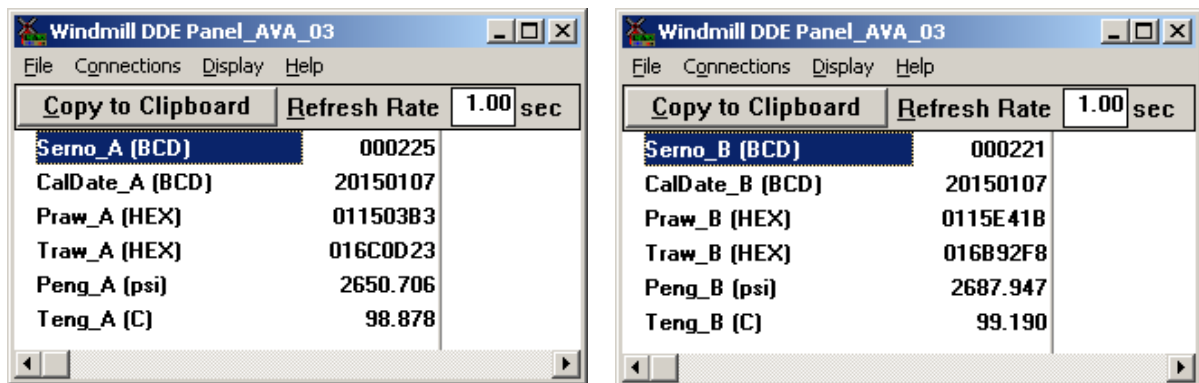 Windmill DDE Panel_AVA_03
File Connections Display Help
Copy to Clipboard Refresh Rate 1.00 sec
Serno_A (BCD) 000225
CalDate_A (BCD) 20150107
Praw_A (HEX) 011503B3
Traw_A (HEX) 016C0D23
Peng_A (psi) 2650.706
Teng_A (C) 98.878
Windmill DDE Panel_AVA_03
File Connections Display Help
Copy to Clipboard Refresh Rate 1.00 sec
Serno_B (BCD) 000221
CalDate_B (BCD) 20150107
Praw_B (HEX) 0115E41B
Traw_B (HEX) 016B92F8
Peng_B (psi) 2687.947
Teng_B (C) 99.190